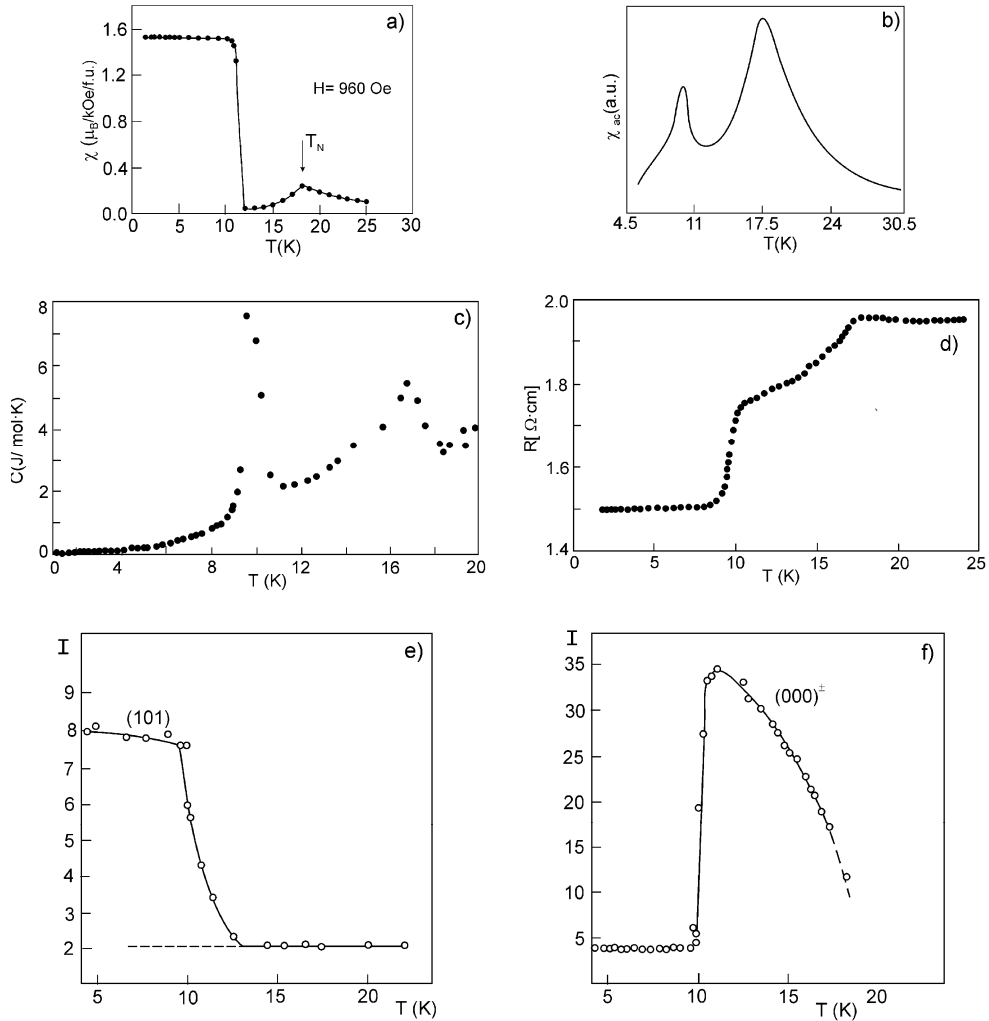 a)
1.6
1.2
0.8
0.4
0.0
χ (μB/kOe/f.u.)
H= 960 Oe
TN
0 5 10 15 20 25 30
T(K)
b)
χ ac(a.u.)
4.5 11 17.5 24 30.5
T(K)
c)
8
6
4
2
0
C(J/ mol·K)
4 8 12 16 20
T (K)
d)
2.0
1.8
1.6
1.4
R[ Ω·cm]
0 5 10 15 20 25
T (K)
e)
I
9
8
7
6
5
4
3
2
(101)
5 10 15 20
T (K)
f)
I
35
30
25
20
15
10
5
(000)±
5 10 15 20
T (K)